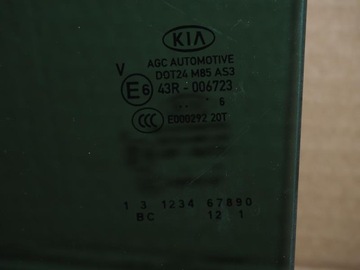 KIA
AGC AUTOMOTIVE
DOT24 M85 AS3
V E6 43R - 006723
.. 6
CCC E000292 20T
1 3 1234 67890
BC 12 1